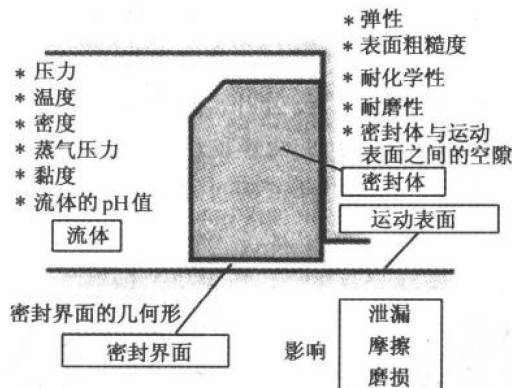 * 压力
* 温度
* 密度
* 蒸气压力
* 黏度
* 流体的pH值
流体
* 弹性
* 表面粗糙度
* 耐化学性
* 耐磨性
* 密封体与运动
表面之间的空隙
密封体
运动表面
密封界面的几何形
密封界面
影响
泄漏
摩擦
磨损